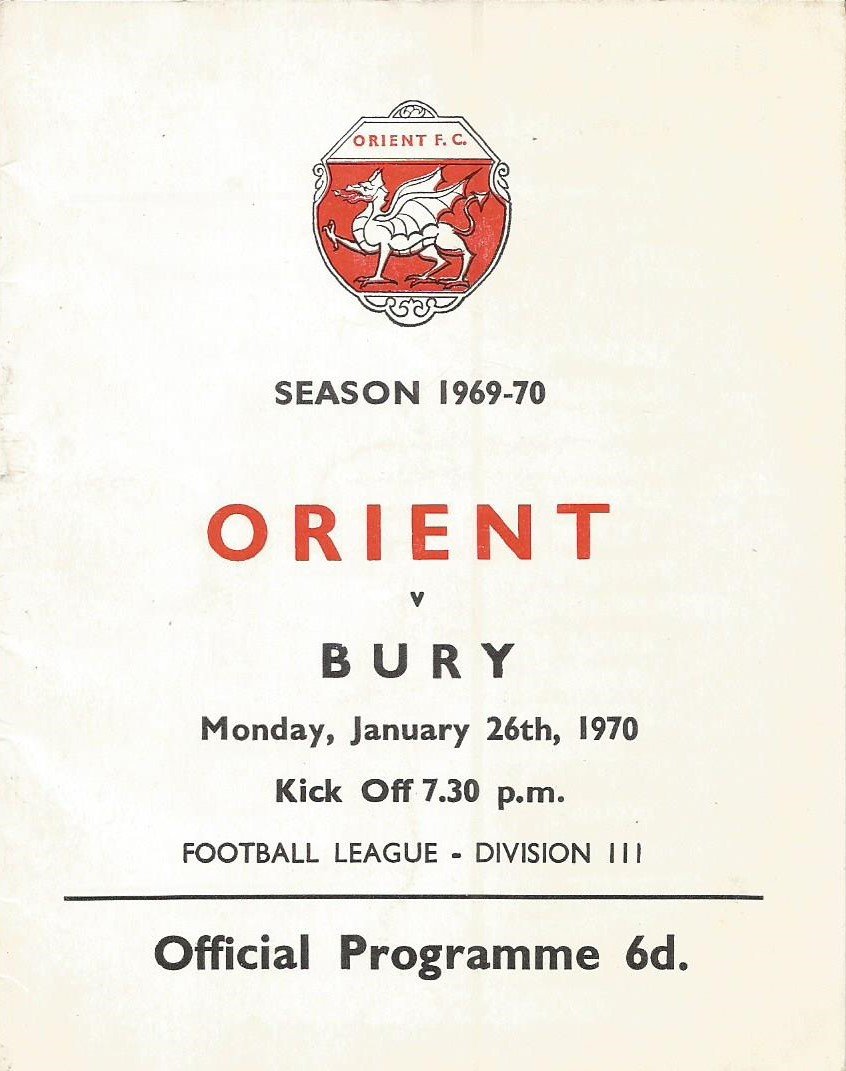 ORIENT F. C.
SEASON 1969-70
ORIENT
v
BURY
Monday, January 26th, 1970
Kick Off 7.30 p.m.
FOOTBALL LEAGUE - DIVISION III
Official Programme 6d.